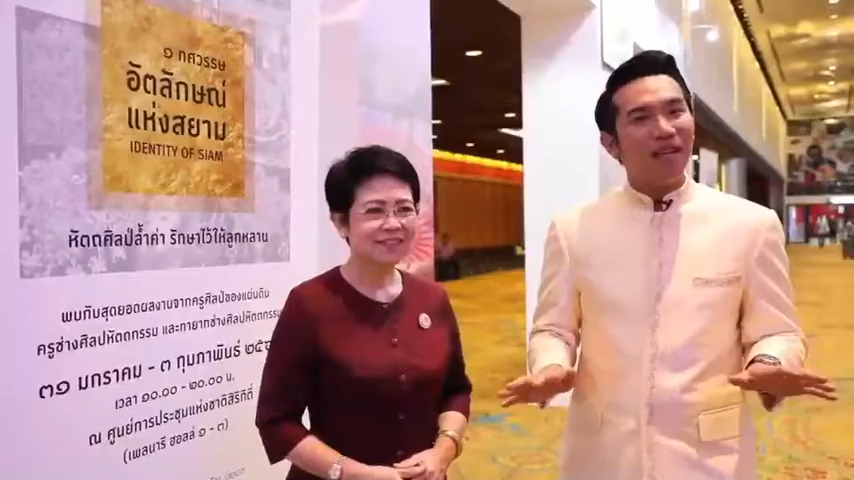 ๑ ทศวรรษ
อัตลักษณ์
แห่งสยาม
IDENTITY OF SIAM
หัตถศิลป์ล้ำค่า รักษาไว้ให้ลูกหลาน
พบกับสุดยอดผลงานจากครูศิลป์ของแผ่นดิน
ครูช่างศิลปหัตถกรรม และทายาทช่างศิลปหัตถกรรม
๓๑ มกราคม - ๓ กุมภาพันธ์
เวลา ๑๐.๐๐ - ๒๐.๐๐ น.
ณ ศูนย์การประชุมแห่งชาติสิริกิติ์
(เพลนารี ฮอลล์ ๑ - ๓)